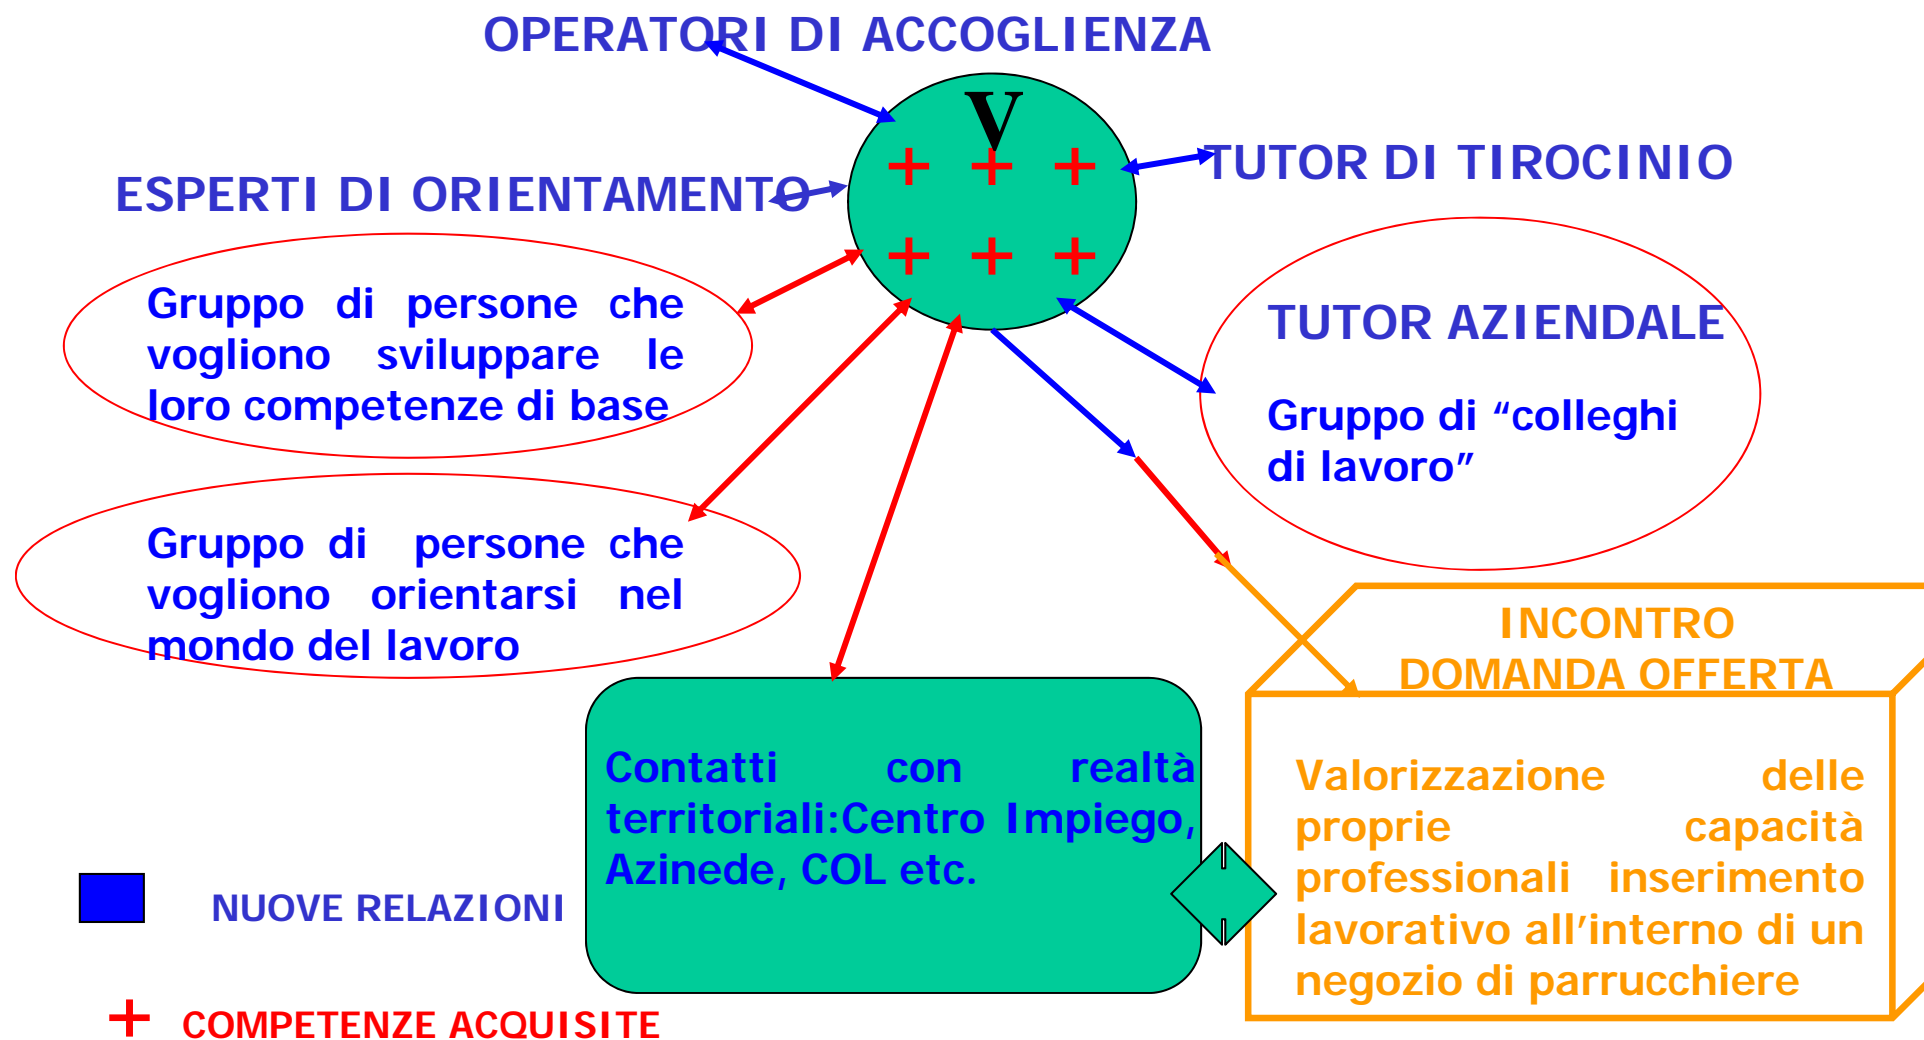 OPERATORI DI ACCOGLIENZA
V
+ + +
TUTOR DI TIROCINIO
ESPERTI DI ORIENTAMENTO
+ + +
Gruppo di persone che
vogliono sviluppare le
loro competenze di base
TUTOR AZIENDALE
Gruppo di “colleghi
di lavoro”
Gruppo di persone che
vogliono orientarsi nel
mondo del lavoro
INCONTRO
DOMANDA OFFERTA
Contatti con realtà
territoriali:Centro Impiego,
Azinede, COL etc.
Valorizzazione delle
proprie capacità
professionali inserimento
lavorativo all’interno di un
negozio di parrucchiere
NUOVE RELAZIONI
+ COMPETENZE ACQUISITE